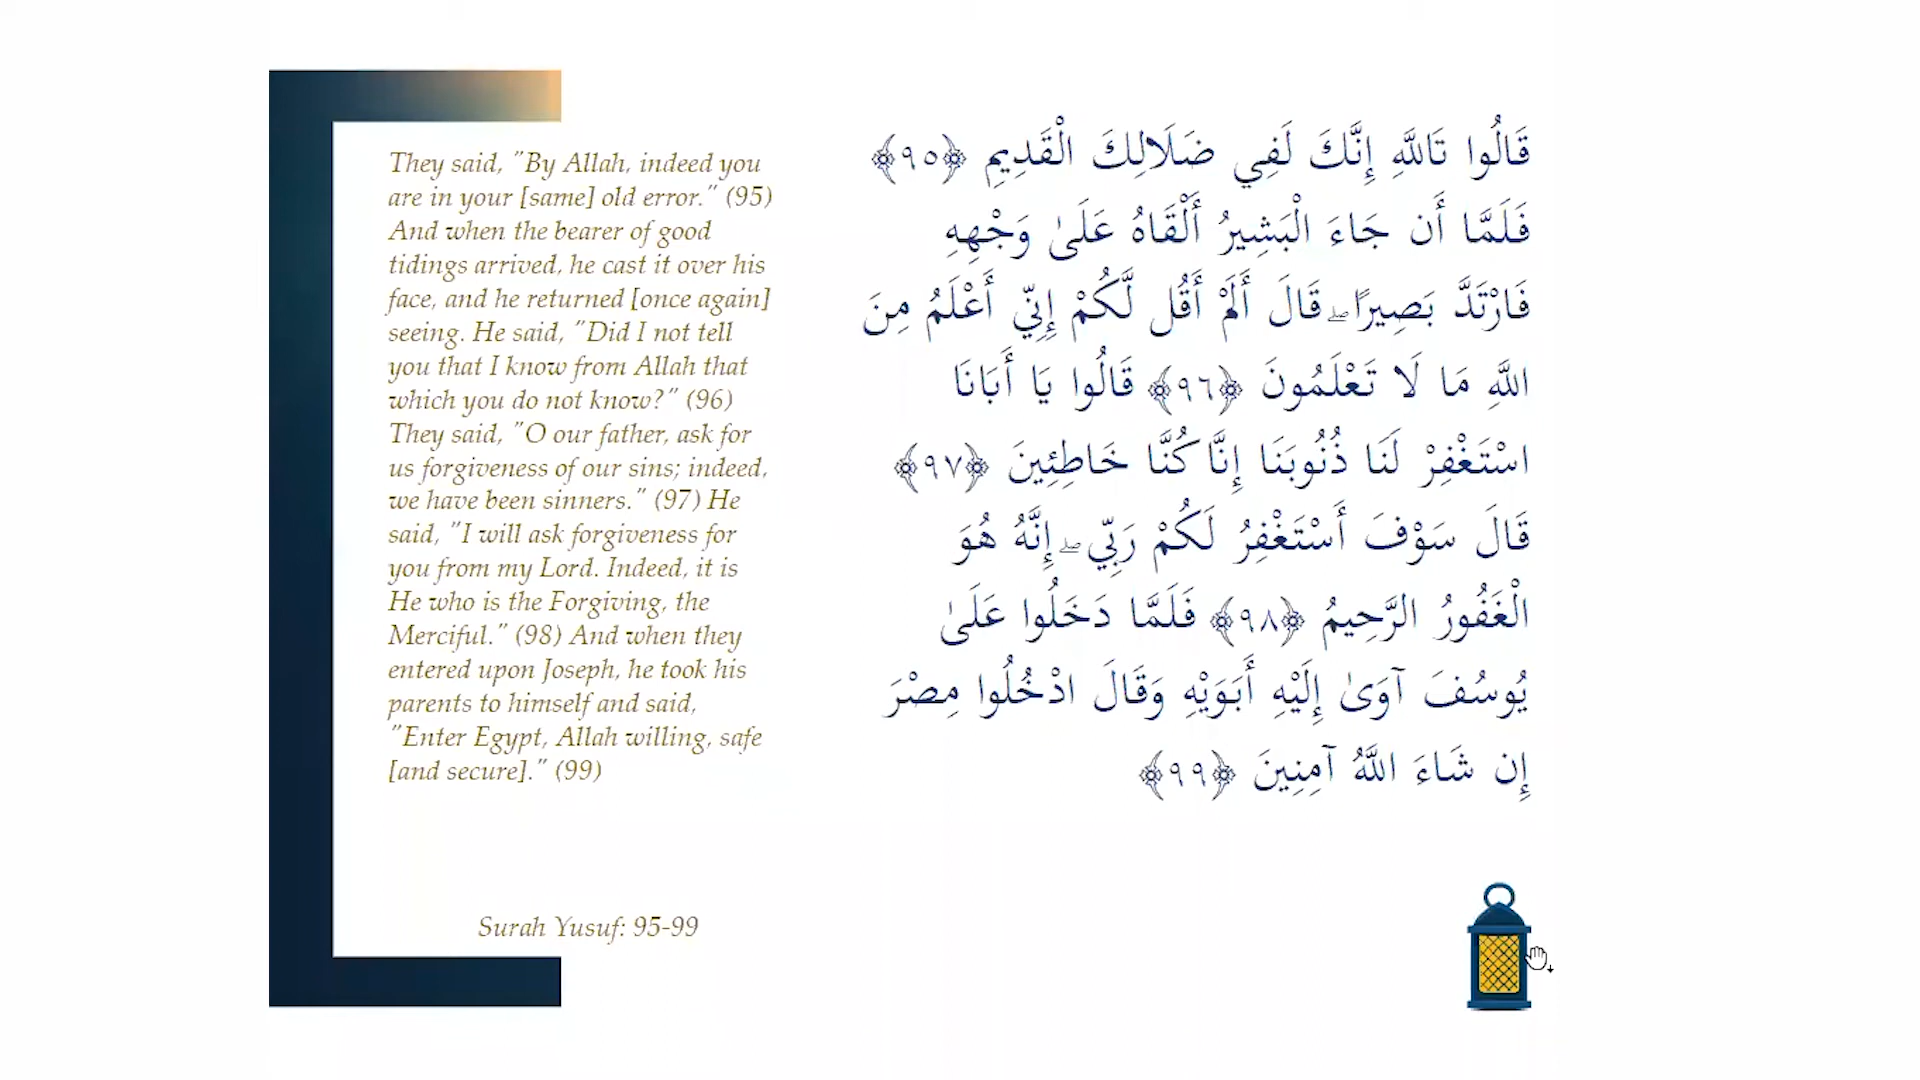 They said, "By Allah, indeed you
are in your [same] old error." (95)
And when the bearer of good
tidings arrived, he cast it over his
face, and he returned [once again]
seeing. He said, "Did I not tell
you that I know from Allah that
which you do not know?" (96)
They said, "O our father, ask for
us forgiveness of our sins; indeed,
we have been sinners." (97) He
said, "I will ask forgiveness for
you from my Lord. Indeed, it is
He who is the Forgiving, the
Merciful." (98) And when they
entered upon Joseph, he took his
parents to himself and said,
"Enter Egypt, Allah willing, safe
[and secure]." (99)
Surah Yusuf: 95-99
قَالُوا تَاللَّهِ إِنَّكَ لَفِي ضَلَالِكَ الْقَدِيمِ ﴿٩٥﴾
فَلَمَّا أَن جَاءَ الْبَشِيرُ أَلْقَاهُ عَلَىٰ وَجْهِهِ
فَارْتَدَّ بَصِيرًا ۖ قَالَ أَلَمْ أَقُل لَّكُمْ إِنِّي أَعْلَمُ مِنَ
اللَّهِ مَا لَا تَعْلَمُونَ ﴿٩٦﴾ قَالُوا يَا أَبَانَا
اسْتَغْفِرْ لَنَا ذُنُوبَنَا إِنَّا كُنَّا خَاطِئِينَ ﴿٩٧﴾
قَالَ سَوْفَ أَسْتَغْفِرُ لَكُمْ رَبِّي ۖ إِنَّهُ هُوَ
الْغَفُورُ الرَّحِيمُ ﴿٩٨﴾ فَلَمَّا دَخَلُوا عَلَىٰ
يُوسُفَ آوَىٰ إِلَيْهِ أَبَوَيْهِ وَقَالَ ادْخُلُوا مِصْرَ
إِن شَاءَ اللَّهُ آمِنِينَ ﴿٩٩﴾